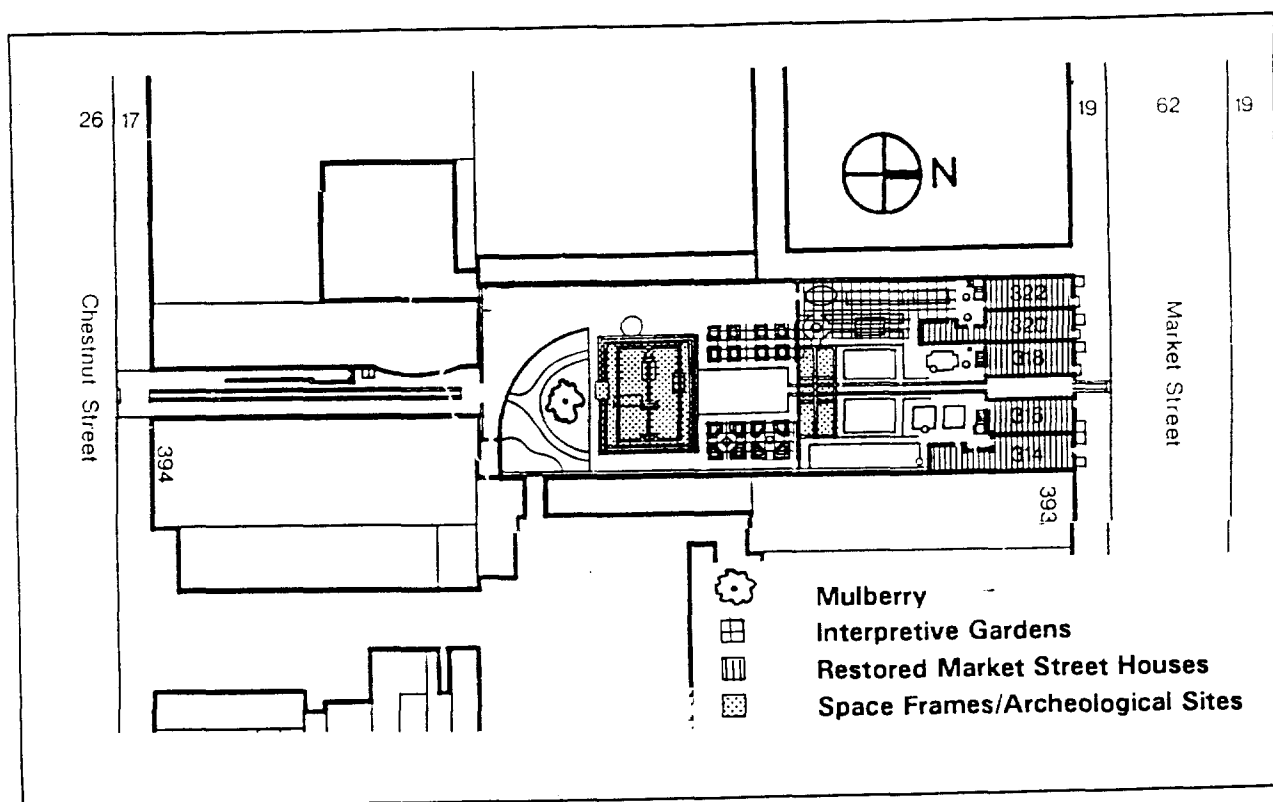 26 17
19 62 19
N
Chestnut Street
Market Street
322
320
318
316
314
394
393
Mulberry
Interpretive Gardens
Restored Market Street Houses
Space Frames/Archeological Sites